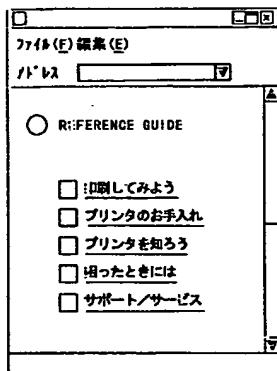 ファイル(F) 編集(E)
アドレス
REFERENCE GUIDE
印刷してみよう
プリンタのお手入れ
プリンタを知ろう
困ったときには
サポート／サービス